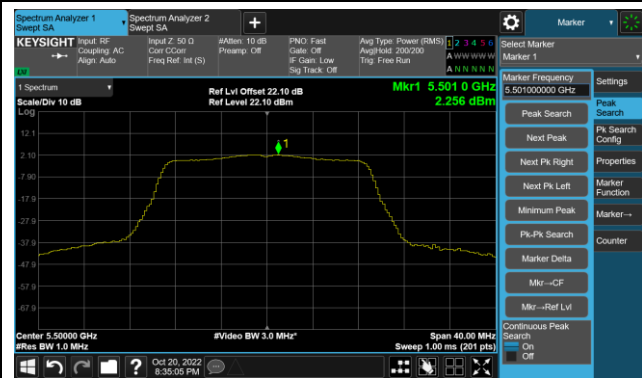 Spectrum Analyzer 1
Swept SA
Spectrum Analyzer 2
Swept SA
+
Marker
KEYSIGHT
Input: RF
Coupling: AC
Align: Auto
Input Z: 50 Ω
Corr CCorr
Freq Ref: Int (S)
#Atten: 10 dB
Preamp: Off
PNO: Fast
Gate: Off
IF Gain: Low
Sig Track: Off
Avg Type: Power (RMS)
AvgHold: 200/200
Trig: Free Run
1 2 3 4 5 6
A W W W W W
A N N N N N
LXI
Select Marker
Marker 1
1 Spectrum
Scale/Div 10 dB
Ref Lvl Offset 22.10 dB
Ref Level 22.10 dBm
Mkr1 5.501 0 GHz
2.256 dBm
Log
12.1
2.10
-7.90
-17.9
-27.9
-37.9
-47.9
-57.9
-67.9
1
Center 5.50000 GHz
#Res BW 1.0 MHz
#Video BW 3.0 MHz*
Span 40.00 MHz
Sweep 1.00 ms (201 pts)
Marker Frequency
5.501000000 GHz
Peak Search
Next Peak
Next Pk Right
Next Pk Left
Minimum Peak
Pk-Pk Search
Marker Delta
Mkr→CF
Mkr→Ref Lvl
Continuous Peak
Search
On
Off
Settings
Peak
Search
Pk Search
Config
Properties
Marker
Function
Marker→
Counter
?
Oct 20, 2022
8:35:05 PM